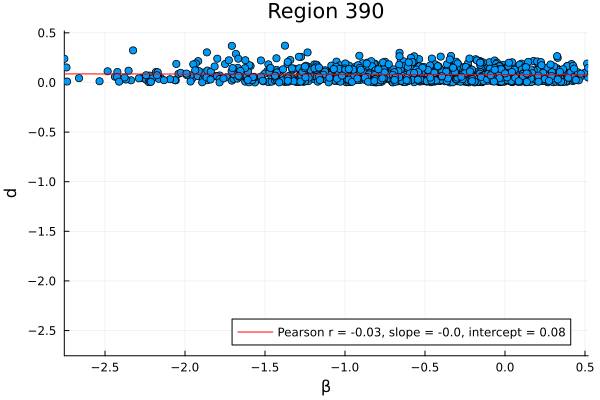 Region 390
0.5
0.0
−0.5
−1.0
−1.5
−2.0
−2.5
d
Pearson r = -0.03, slope = -0.0, intercept = 0.08
−2.5 −2.0 −1.5 −1.0 −0.5 0.0 0.5
β